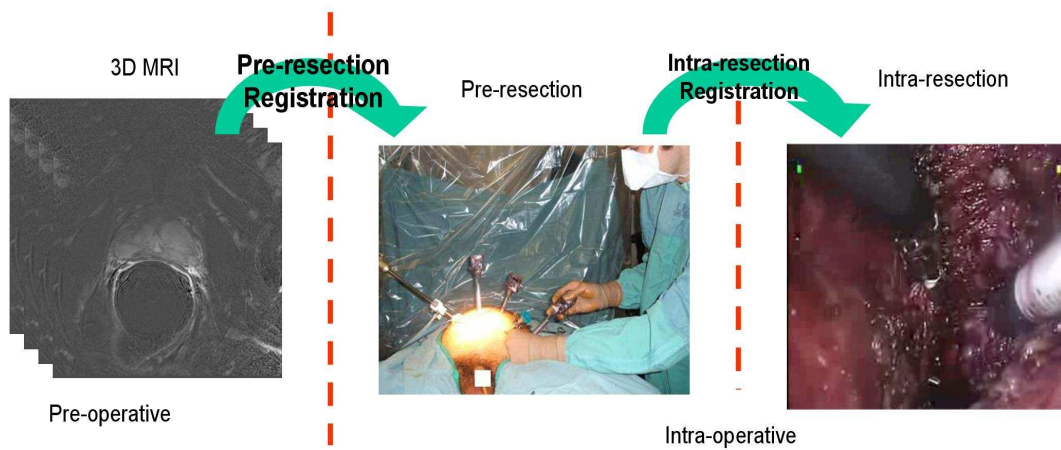 3D MRI
Pre-resection
Registration
Pre-resection
Intra-resection
Registration
Intra-resection
Pre-operative
Intra-operative